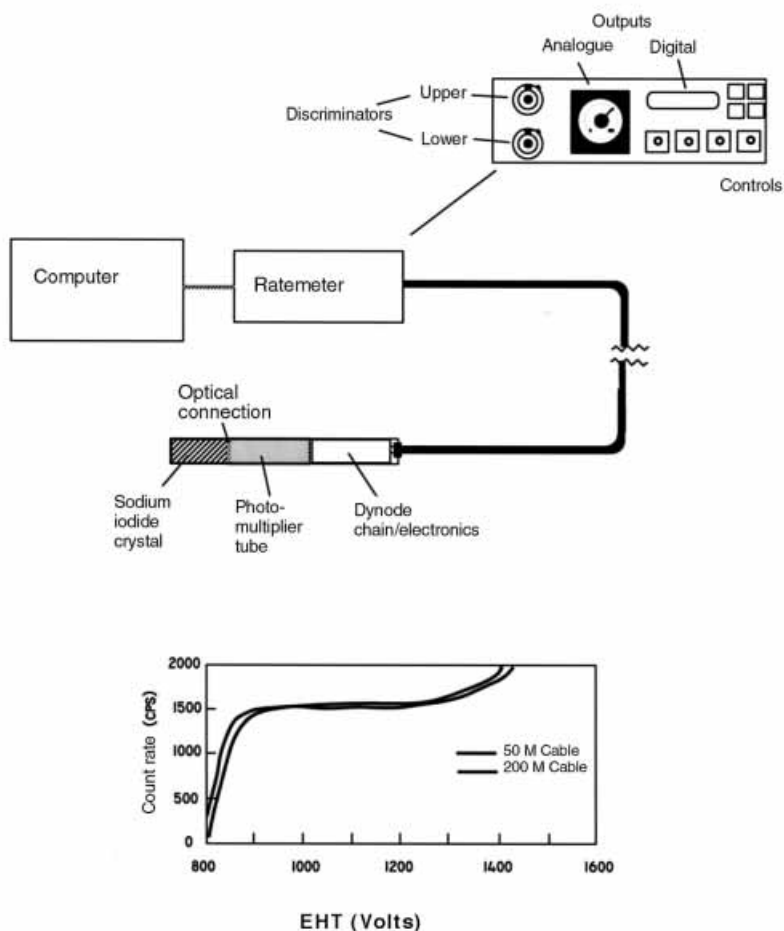 Outputs
Analogue
Digital
Upper
Discriminators
Lower
Controls
Computer
Ratemeter
Optical
connection
Sodium
iodide
crystal
Photo-
multiplier
tube
Dynode
chain/electronics
2000
1500
1000
500
0
Count rate (CPS)
50 M Cable
200 M Cable
800
1000
1200
1400
1600
EHT (Volts)